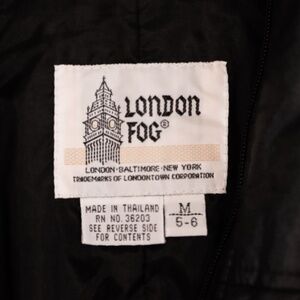 LONDON
FOG®
LONDON·BALTIMORE·NEW YORK
TRADEMARKS OF LONDONTOWN CORPORATION
MADE IN THAILAND
RN NO. 36203
SEE REVERSE SIDE
FOR CONTENTS
M
5-6